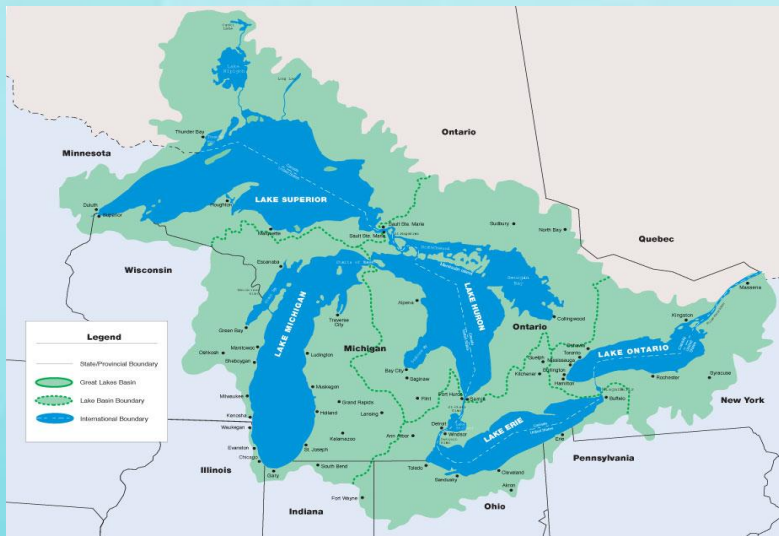 Ontario
Thunder Bay
Minnesota
Duluth
Superior
Houghton
LAKE SUPERIOR
Marquette
Sault Ste. Marie
Sault Ste. Marie
Sudbury
North Bay
Quebec
Massena
Wisconsin
Escanaba
Kingston
LAKE MICHIGAN
LAKE HURON
Alpena
Ontario
Collingwood
Traverse
City
Michigan
Green Bay
Oshkosh
Manitowoc
Sheboygan
Ludington
Bay City
Saginaw
Guelph
Kitchener
Oshawa
Toronto
Mississauga
Burlington
Hamilton
LAKE ONTARIO
Rochester
Syracuse
New York
Legend
State/Provincial Boundary
Great Lakes Basin
Lake Basin Boundary
International Boundary
Muskegon
Milwaukee
Grand Rapids
Flint
Port Huron
Sarnia
Buffalo
Kenosha
Holland
Lansing
Waukegan
Kalamazoo
Ann Arbor
Detroit
Windsor
LAKE ERIE
Erie
Evanston
Chicago
St. Joseph
Illinois
Gary
South Bend
Toledo
Sandusky
Cleveland
Akron
Pennsylvania
Fort Wayne
Indiana
Ohio